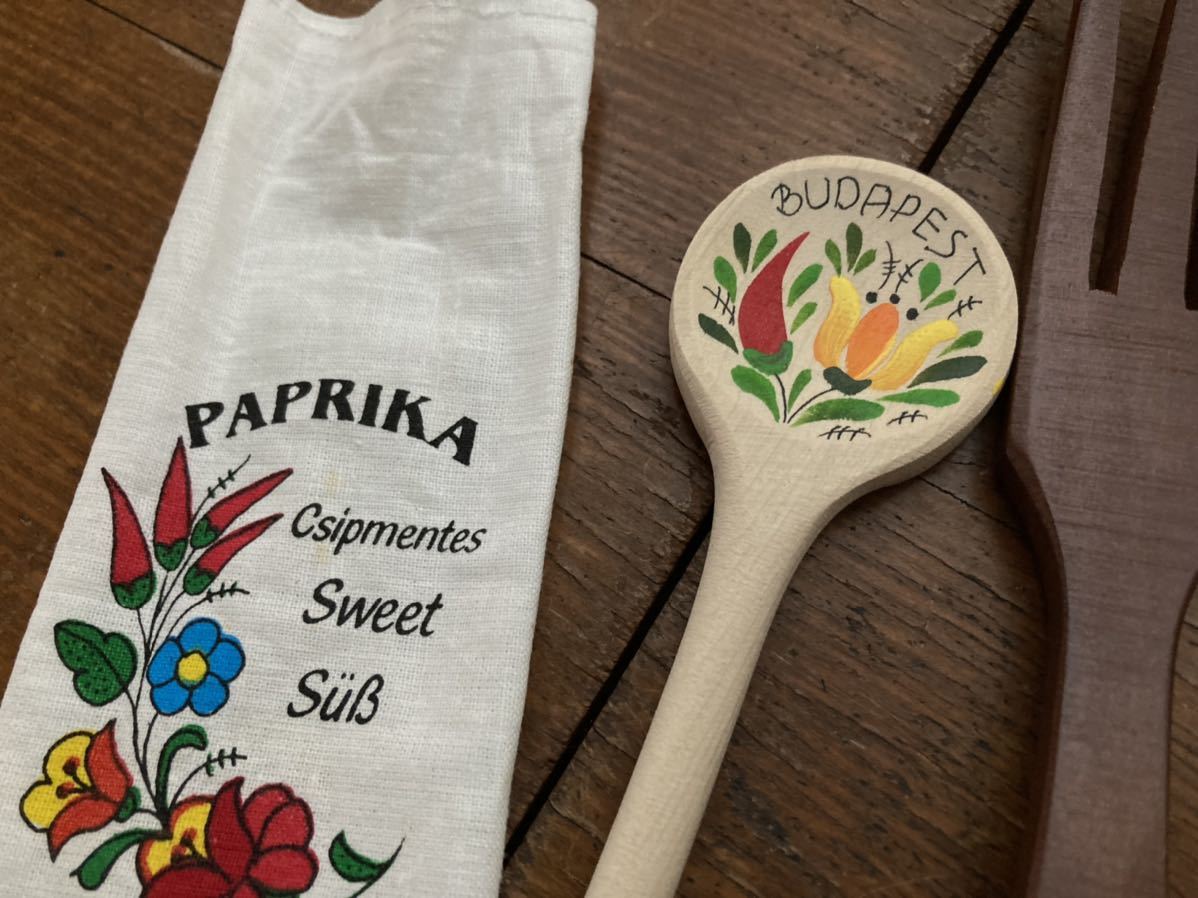 PAPRIKA
Csipmentes
Sweet
Süß
BUDAPEST